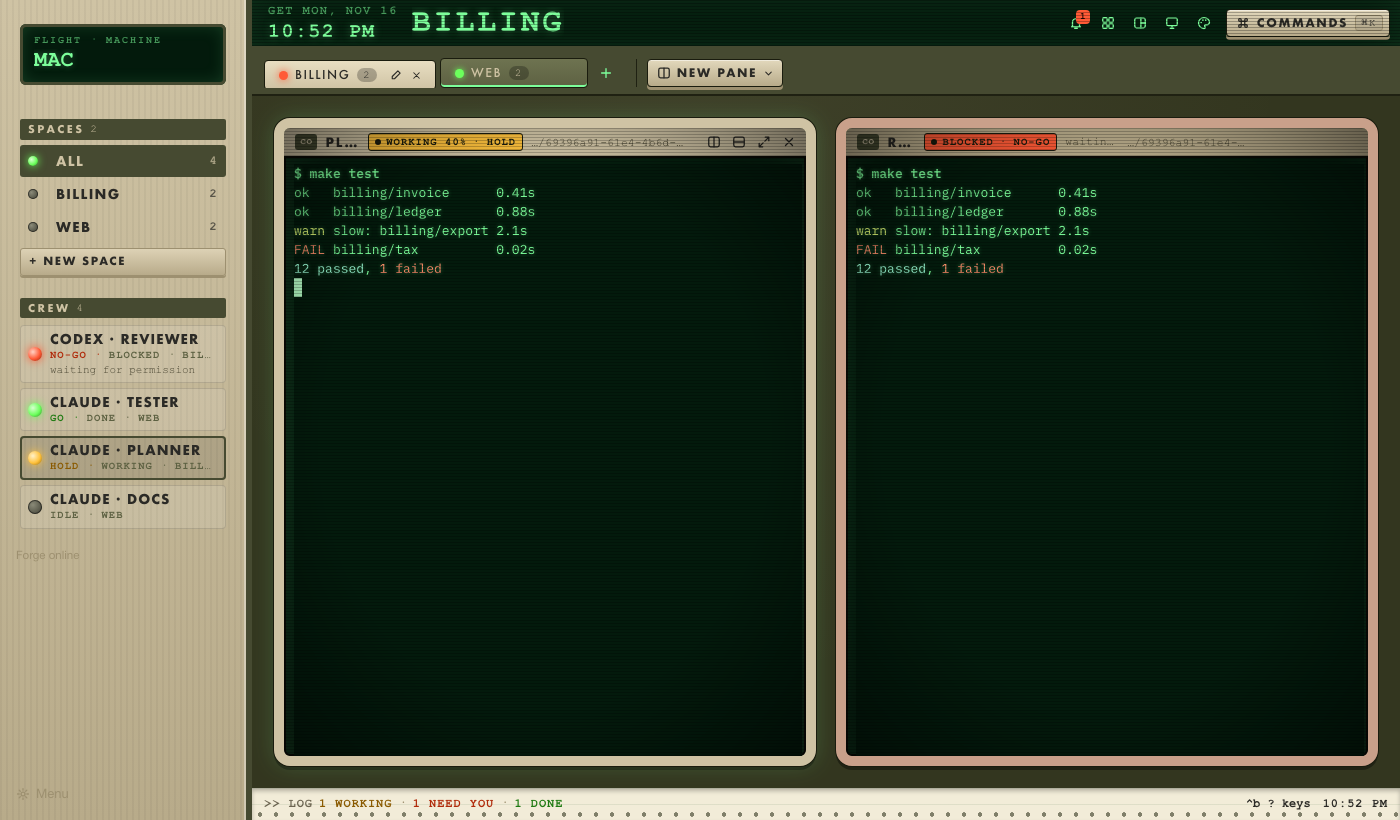 FLIGHT · MACHINE
MAC
SPACES 2
ALL 4
BILLING 2
WEB 2
+ NEW SPACE
CREW 4
CODEX · REVIEWER
NO-GO · BLOCKED · BIL…
waiting for permission
CLAUDE · TESTER
GO · DONE · WEB
CLAUDE · PLANNER
HOLD · WORKING · BILL…
CLAUDE · DOCS
IDLE · WEB
Forge online
Menu
GET MON, NOV 16
10:52 PM
BILLING
1
⌘ COMMANDS ⌘K
BILLING 2
WEB 2
+
NEW PANE
CO PL… WORKING 40% · HOLD …/69396a91-61e4-4b6d-…
$ make test
ok billing/invoice 0.41s
ok billing/ledger 0.88s
warn slow: billing/export 2.1s
FAIL billing/tax 0.02s
12 passed, 1 failed
CO R… BLOCKED · NO-GO waitin… …/69396a91-61e4-…
$ make test
ok billing/invoice 0.41s
ok billing/ledger 0.88s
warn slow: billing/export 2.1s
FAIL billing/tax 0.02s
12 passed, 1 failed
>> LOG 1 WORKING · 1 NEED YOU · 1 DONE
^b ? keys 10:52 PM